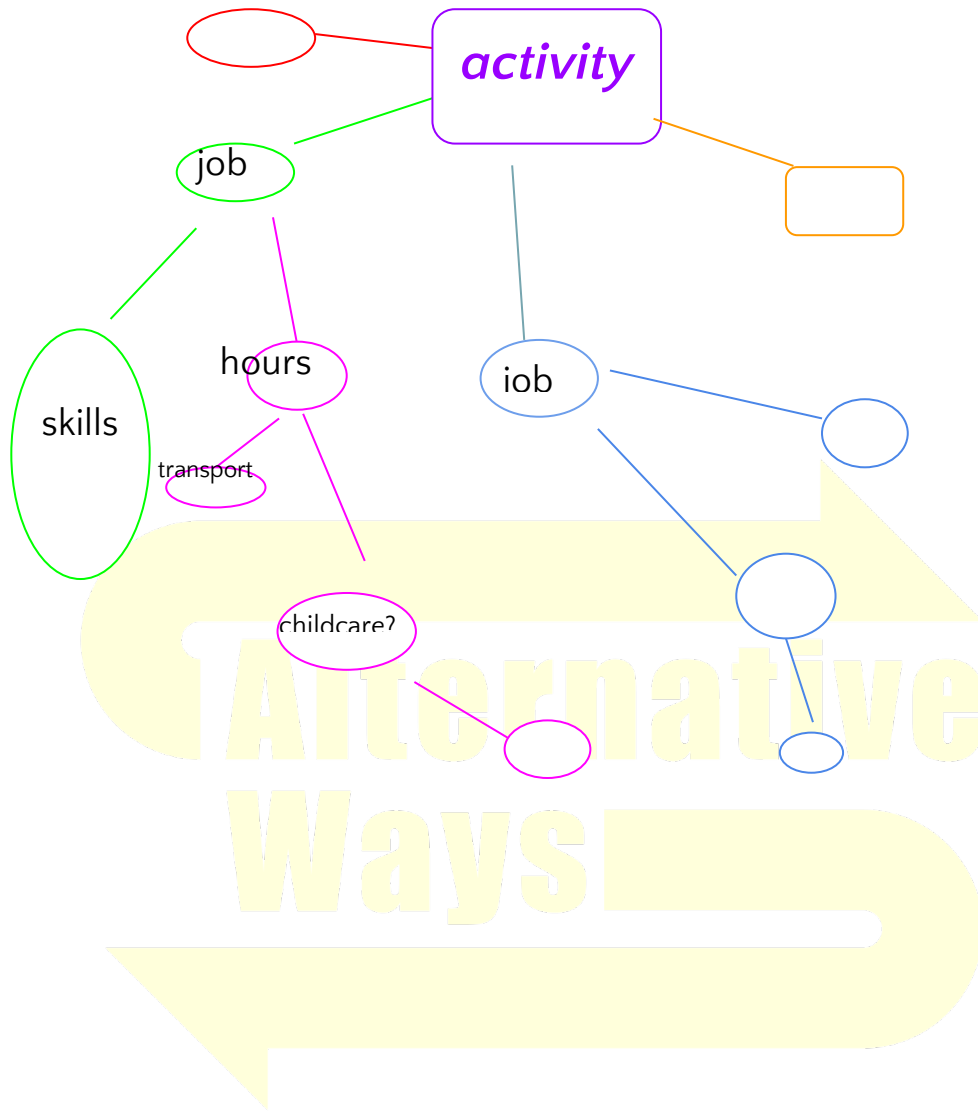 activity
job
hours
iob
skills
transport
childcare?
Alternative
Ways